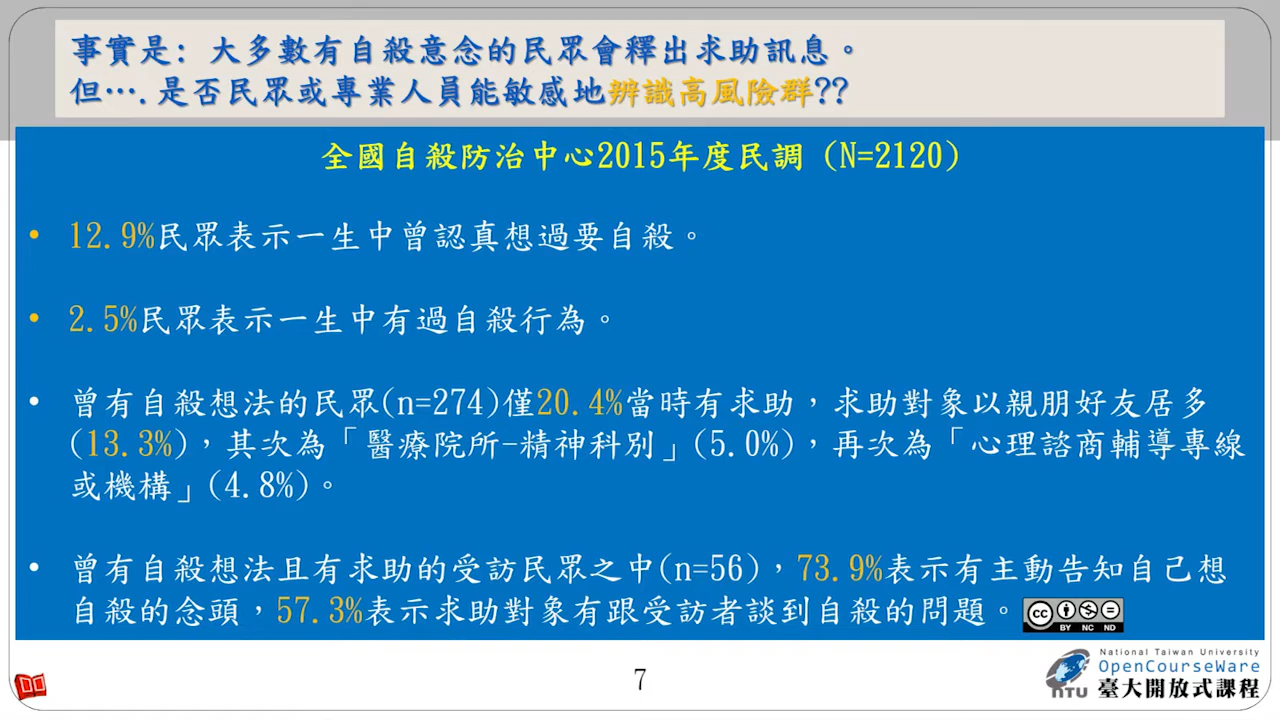 事實是: 大多數有自殺意念的民眾會釋出求助訊息。
但….是否民眾或專業人員能敏感地辨識高風險群??
全國自殺防治中心2015年度民調 (N=2120)
• 12.9%民眾表示一生中曾認真想過要自殺。
• 2.5%民眾表示一生中有過自殺行為。
• 曾有自殺想法的民眾(n=274)僅20.4%當時有求助，求助對象以親朋好友居多
(13.3%)，其次為「醫療院所-精神科別」(5.0%)，再次為「心理諮商輔導專線
或機構」(4.8%)。
• 曾有自殺想法且有求助的受訪民眾之中(n=56)，73.9%表示有主動告知自己想
自殺的念頭，57.3%表示求助對象有跟受訪者談到自殺的問題。
cc BY NC ND
7
National Taiwan University
OpenCourseWare
NTU 臺大開放式課程